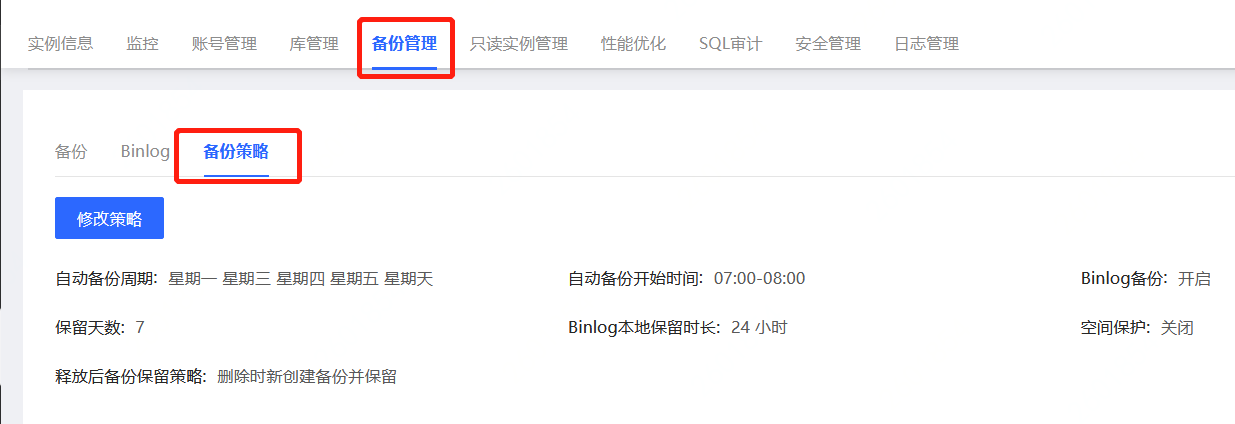 实例信息 监控 账号管理 库管理 备份管理 只读实例管理 性能优化 SQL审计 安全管理 日志管理
备份 Binlog 备份策略
修改策略
自动备份周期: 星期一 星期三 星期四 星期五 星期天 自动备份开始时间: 07:00-08:00 Binlog备份: 开启
保留天数: 7 Binlog本地保留时长: 24 小时 空间保护: 关闭
释放后备份保留策略: 删除时新创建备份并保留